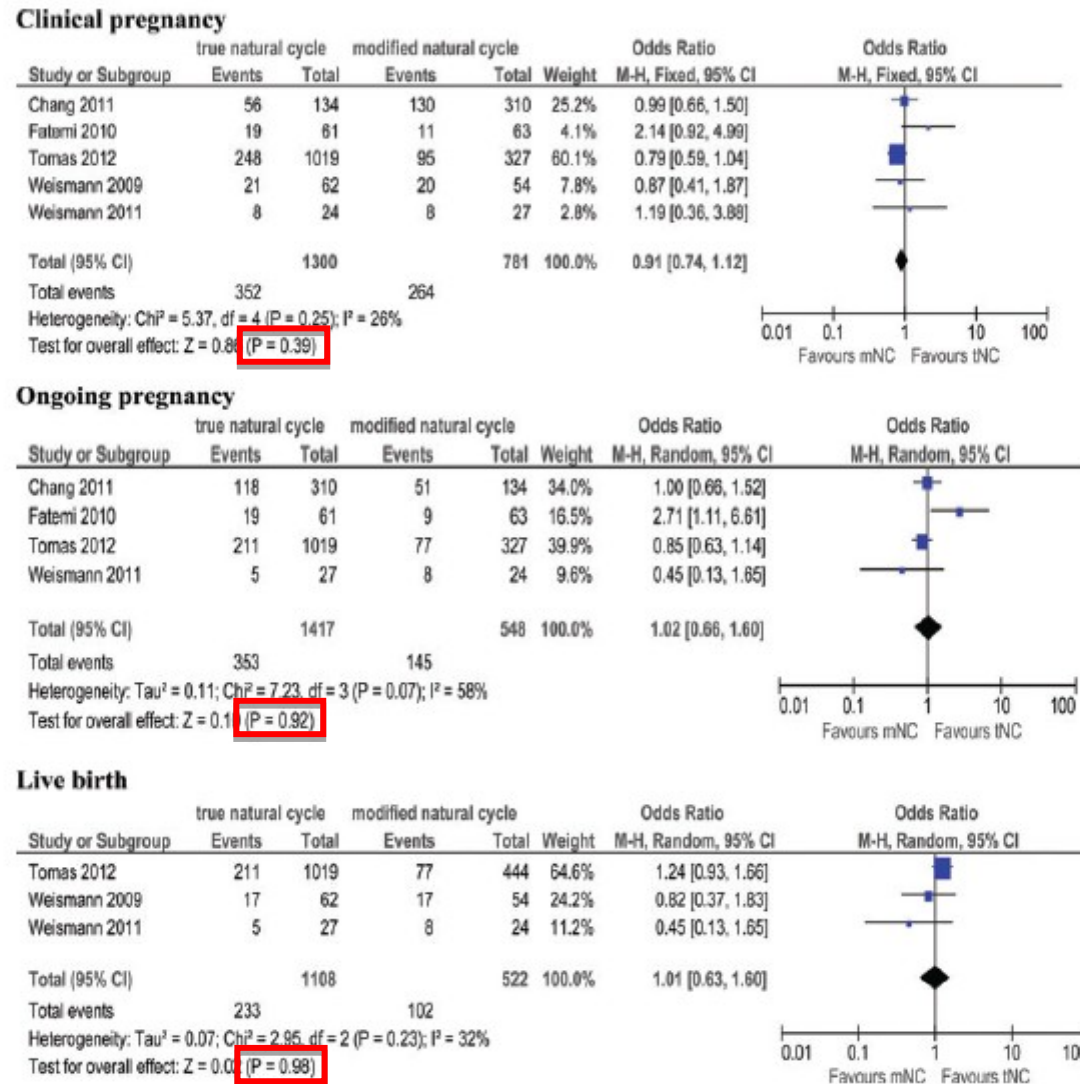 Clinical pregnancy
true natural cycle modified natural cycle Odds Ratio Odds Ratio
Study or Subgroup Events Total Events Total Weight M-H, Fixed, 95% CI M-H, Fixed, 95% CI
Chang 2011 56 134 130 310 25.2% 0.99 [0.66, 1.50]
Fatemi 2010 19 61 11 63 4.1% 2.14 [0.92, 4.99]
Tomas 2012 248 1019 95 327 60.1% 0.79 [0.59, 1.04]
Weismann 2009 21 62 20 54 7.8% 0.87 [0.41, 1.87]
Weismann 2011 8 24 8 27 2.8% 1.19 [0.36, 3.88]
Total (95% CI) 1300 781 100.0% 0.91 [0.74, 1.12]
Total events 352 264
Heterogeneity: Chi² = 5.37, df = 4 (P = 0.25); I² = 26%
Test for overall effect: Z = 0.86 (P = 0.39)
0.01 0.1 1 10 100
Favours mNC Favours tNC
Ongoing pregnancy
true natural cycle modified natural cycle Odds Ratio Odds Ratio
Study or Subgroup Events Total Events Total Weight M-H, Random, 95% CI M-H, Random, 95% CI
Chang 2011 118 310 51 134 34.0% 1.00 [0.66, 1.52]
Fatemi 2010 19 61 9 63 16.5% 2.71 [1.11, 6.61]
Tomas 2012 211 1019 77 327 39.9% 0.85 [0.63, 1.14]
Weismann 2011 5 27 8 24 9.6% 0.45 [0.13, 1.65]
Total (95% CI) 1417 548 100.0% 1.02 [0.66, 1.60]
Total events 353 145
Heterogeneity: Tau² = 0.11; Chi² = 7.23, df = 3 (P = 0.07); I² = 58%
Test for overall effect: Z = 0.1 (P = 0.92)
0.01 0.1 1 10 100
Favours mNC Favours tNC
Live birth
true natural cycle modified natural cycle Odds Ratio Odds Ratio
Study or Subgroup Events Total Events Total Weight M-H, Random, 95% CI M-H, Random, 95% CI
Tomas 2012 211 1019 77 444 64.6% 1.24 [0.93, 1.66]
Weismann 2009 17 62 17 54 24.2% 0.82 [0.37, 1.83]
Weismann 2011 5 27 8 24 11.2% 0.45 [0.13, 1.65]
Total (95% CI) 1108 522 100.0% 1.01 [0.63, 1.60]
Total events 233 102
Heterogeneity: Tau² = 0.07; Chi² = 2.95, df = 2 (P = 0.23); I² = 32%
Test for overall effect: Z = 0.02 (P = 0.98)
0.01 0.1 1 10
Favours mNC Favours tNC